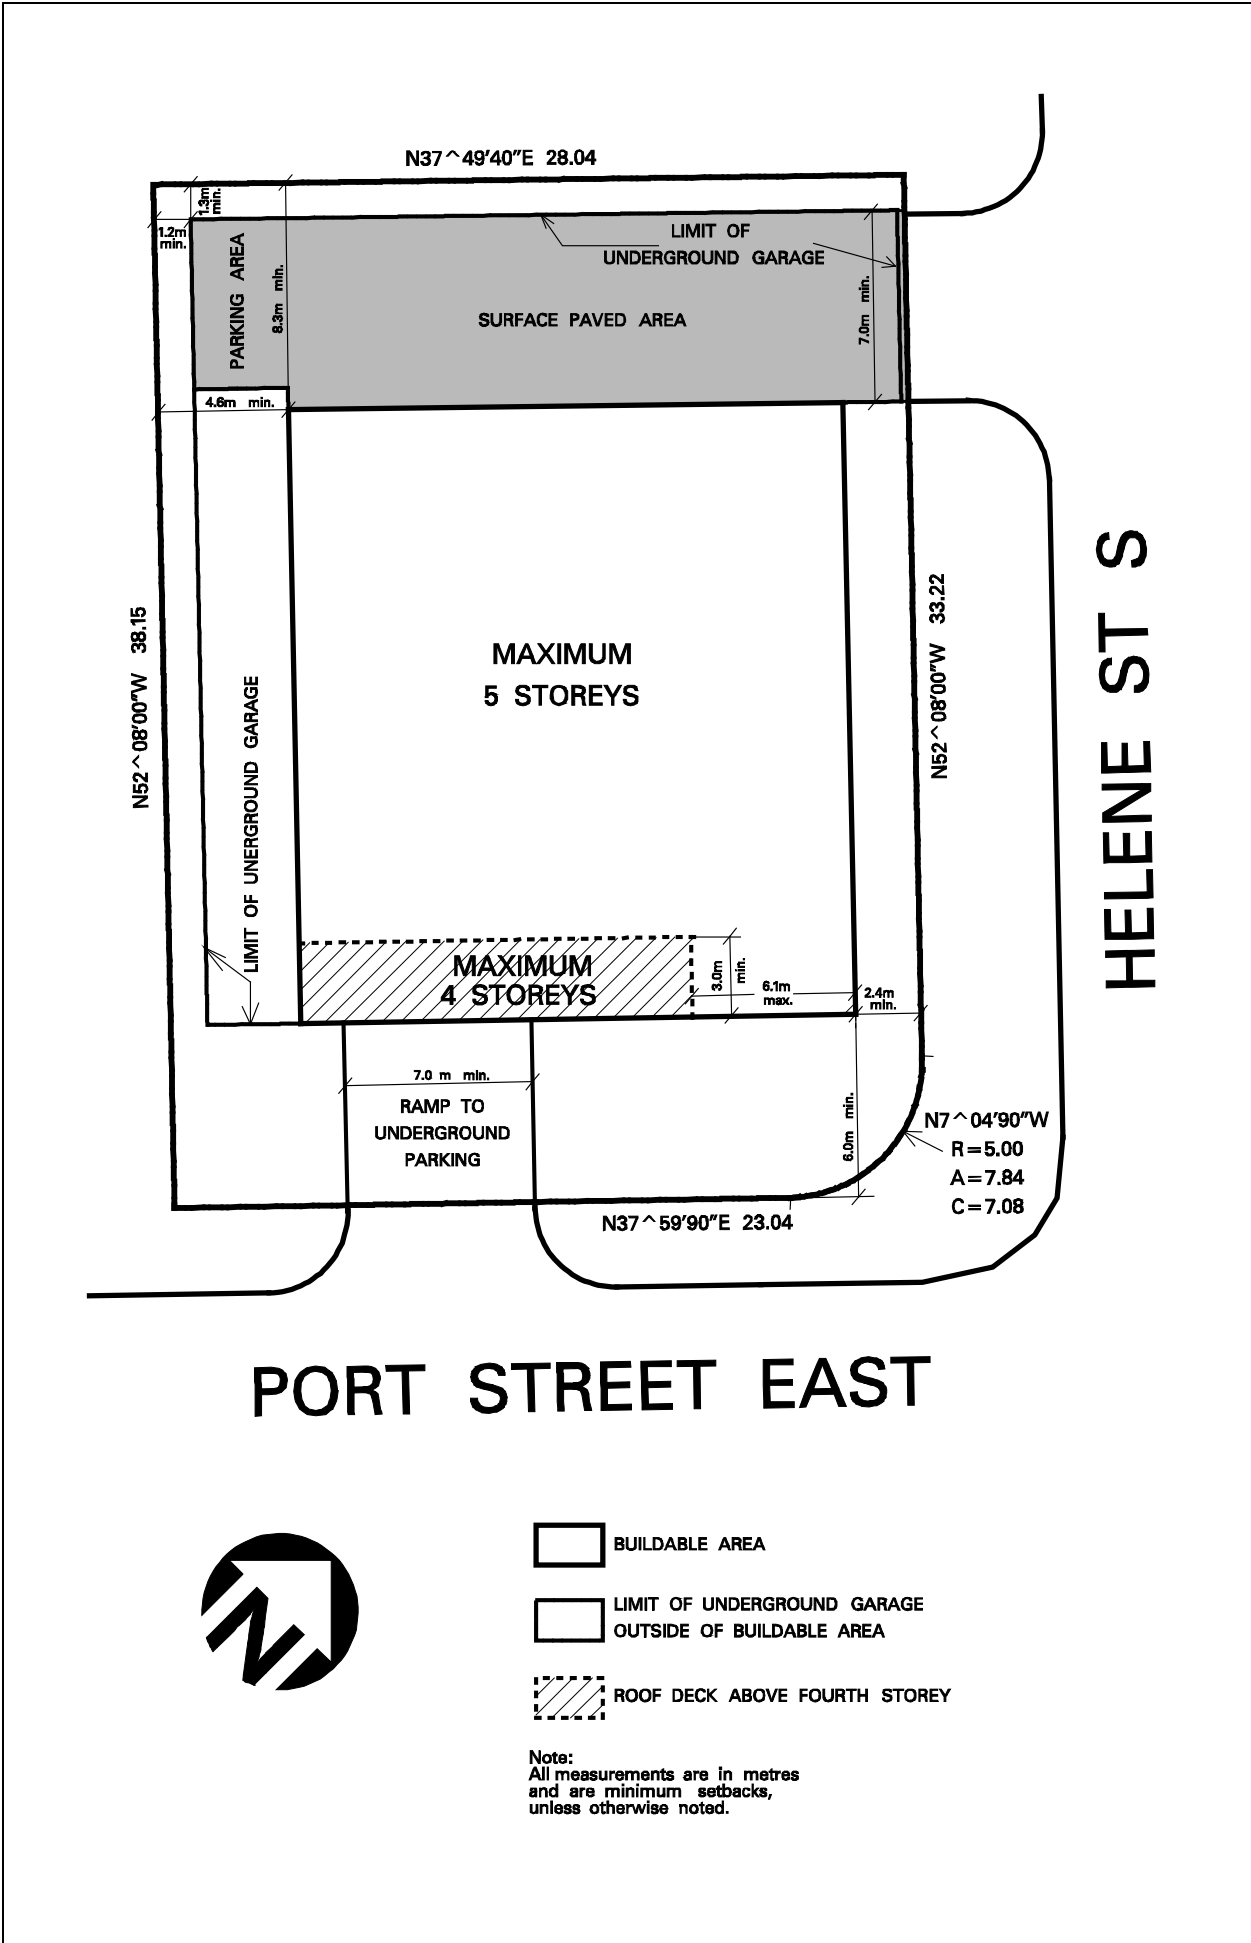 N37^49'40"E 28.04
1.3m
min.
1.2m
min.
PARKING AREA
8.3m min.
LIMIT OF
UNDERGROUND GARAGE
7.0m min.
SURFACE PAVED AREA
4.6m min.
HELENE ST S
N52^08'00"W 38.15
N52^08'00"W 33.22
MAXIMUM
5 STOREYS
LIMIT OF UNERGROUND GARAGE
MAXIMUM
4 STOREYS
3.0m
min.
6.1m
max.
2.4m
min.
7.0 m min.
RAMP TO
UNDERGROUND
PARKING
6.0m min.
N7^04'90"W
R=5.00
A=7.84
C=7.08
N37^59'90"E 23.04
PORT STREET EAST
N
BUILDABLE AREA
LIMIT OF UNDERGROUND GARAGE
OUTSIDE OF BUILDABLE AREA
ROOF DECK ABOVE FOURTH STOREY
Note:
All measurements are in metres
and are minimum setbacks,
unless otherwise noted.